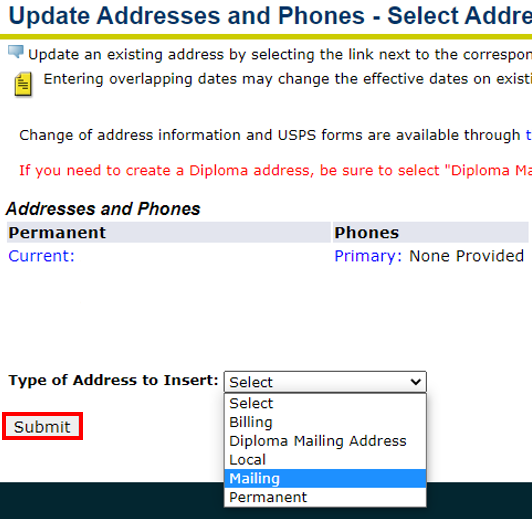 Update Addresses and Phones - Select Addre
Update an existing address by selecting the link next to the correspon
Entering overlapping dates may change the effective dates on exist
Change of address information and USPS forms are available through t
If you need to create a Diploma address, be sure to select "Diploma Ma
Addresses and Phones
Permanent Phones
Current: Primary: None Provided
Type of Address to Insert: Select
Select
Billing
Submit
Diploma Mailing Address
Local
Mailing
Permanent